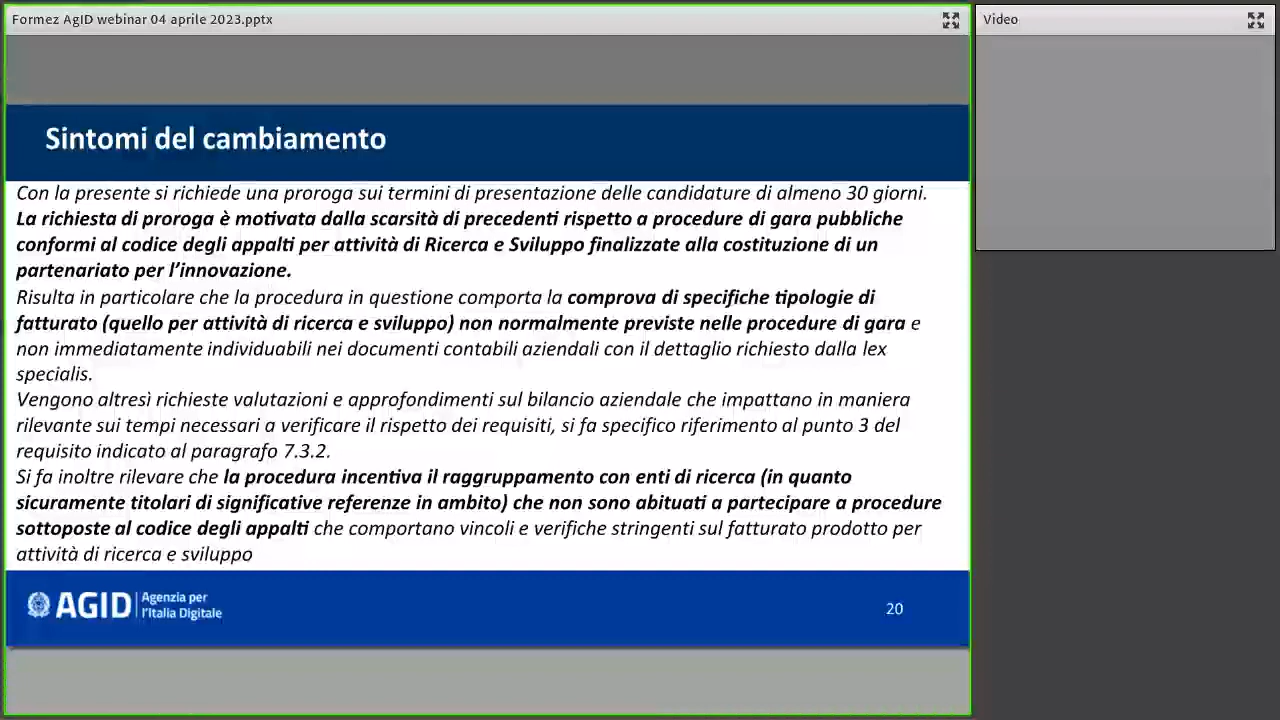 Formez AgID webinar 04 aprile 2023.pptx
Video
Sintomi del cambiamento
Con la presente si richiede una proroga sui termini di presentazione delle candidature di almeno 30 giorni.
La richiesta di proroga è motivata dalla scarsità di precedenti rispetto a procedure di gara pubbliche
conformi al codice degli appalti per attività di Ricerca e Sviluppo finalizzate alla costituzione di un
partenariato per l’innovazione.
Risulta in particolare che la procedura in questione comporta la comprova di specifiche tipologie di
fatturato (quello per attività di ricerca e sviluppo) non normalmente previste nelle procedure di gara e
non immediatamente individuabili nei documenti contabili aziendali con il dettaglio richiesto dalla lex
specialis.
Vengono altresì richieste valutazioni e approfondimenti sul bilancio aziendale che impattano in maniera
rilevante sui tempi necessari a verificare il rispetto dei requisiti, si fa specifico riferimento al punto 3 del
requisito indicato al paragrafo 7.3.2.
Si fa inoltre rilevare che la procedura incentiva il raggruppamento con enti di ricerca (in quanto
sicuramente titolari di significative referenze in ambito) che non sono abituati a partecipare a procedure
sottoposte al codice degli appalti che comportano vincoli e verifiche stringenti sul fatturato prodotto per
attività di ricerca e sviluppo
AGID
Agenzia per
l’Italia Digitale
20